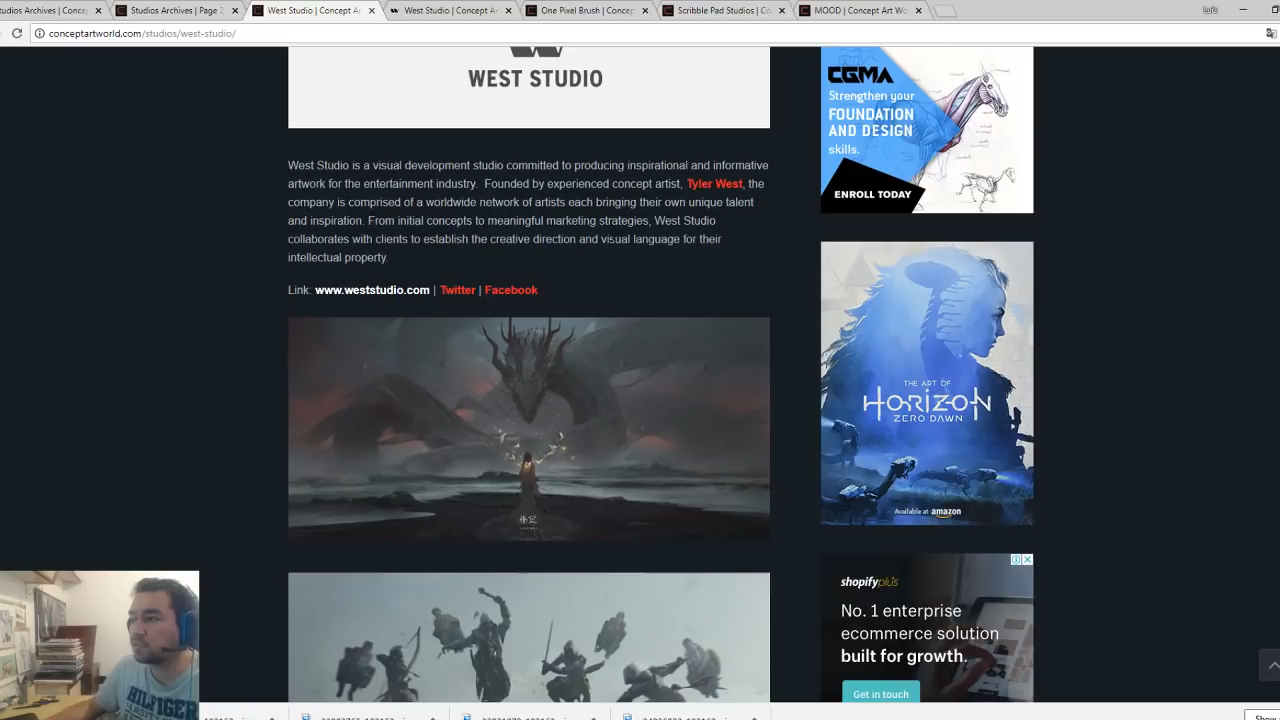 Studios Archives | Page 2
West Studio | Concept Ar
West Studio | Concept Ar
One Pixel Brush | Concep
Scribble Pad Studios | Co
MOOD | Concept Art Wo
conceptartworld.com/studios/west-studio/
WEST STUDIO
West Studio is a visual development studio committed to producing inspirational and informative
artwork for the entertainment industry. Founded by experienced concept artist, Tyler West, the
company is comprised of a worldwide network of artists each bringing their own unique talent
and inspiration. From initial concepts to meaningful marketing strategies, West Studio
collaborates with clients to establish the creative direction and visual language for their
intellectual property.
Link: www.weststudio.com | Twitter | Facebook
CGMA
Strengthen your
FOUNDATION
AND DESIGN
skills.
ENROLL TODAY
THE ART OF
HORIZON
ZERO DAWN
Available at amazon
shopifyplus
No. 1 enterprise
ecommerce solution
built for growth.
Get in touch
HILFIGER